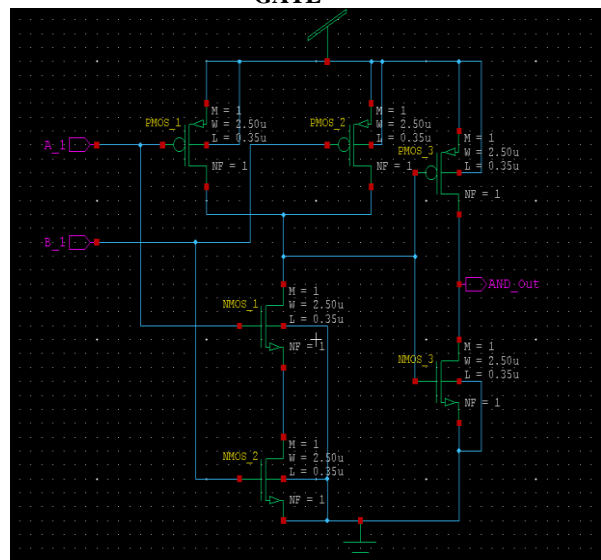 GATE
PMOS_1
M = 1
W = 2.50u
L = 0.35u
NF = 1
PMOS_2
M = 1
W = 2.50u
L = 0.35u
NF = 1
PMOS_3
M = 1
W = 2.50u
L = 0.35u
NF = 1
A_1
B_1
AND_Out
NMOS_1
M = 1
W = 2.50u
L = 0.35u
NF = 1
NMOS_3
M = 1
W = 2.50u
L = 0.35u
NF = 1
NMOS_2
M = 1
W = 2.50u
L = 0.35u
NF = 1